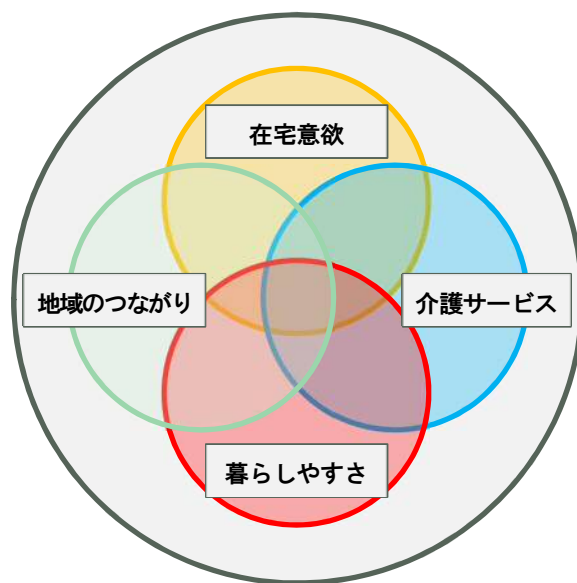 在宅意欲
地域のつながり
介護サービス
暮らしやすさ